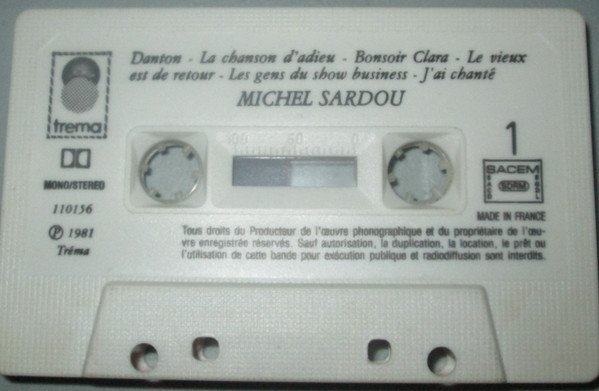 Danton - La chanson d'adieu - Bonsoir Clara - Le vieux
est de retour - Les gens du show business - J'ai chanté
MICHEL SARDOU
trema
100 50 0
1
MONO/STEREO
SACEM
SDRM
110156
MADE IN FRANCE
℗ 1981
Tréma
Tous droits du Producteur de l'œuvre phonographique et du propriétaire de l'œu-
vre enregistrée réservés. Sauf autorisation, la duplication, la location, le prêt ou
l'utilisation de cette bande pour exécution publique et radiodiffusion sont interdits.